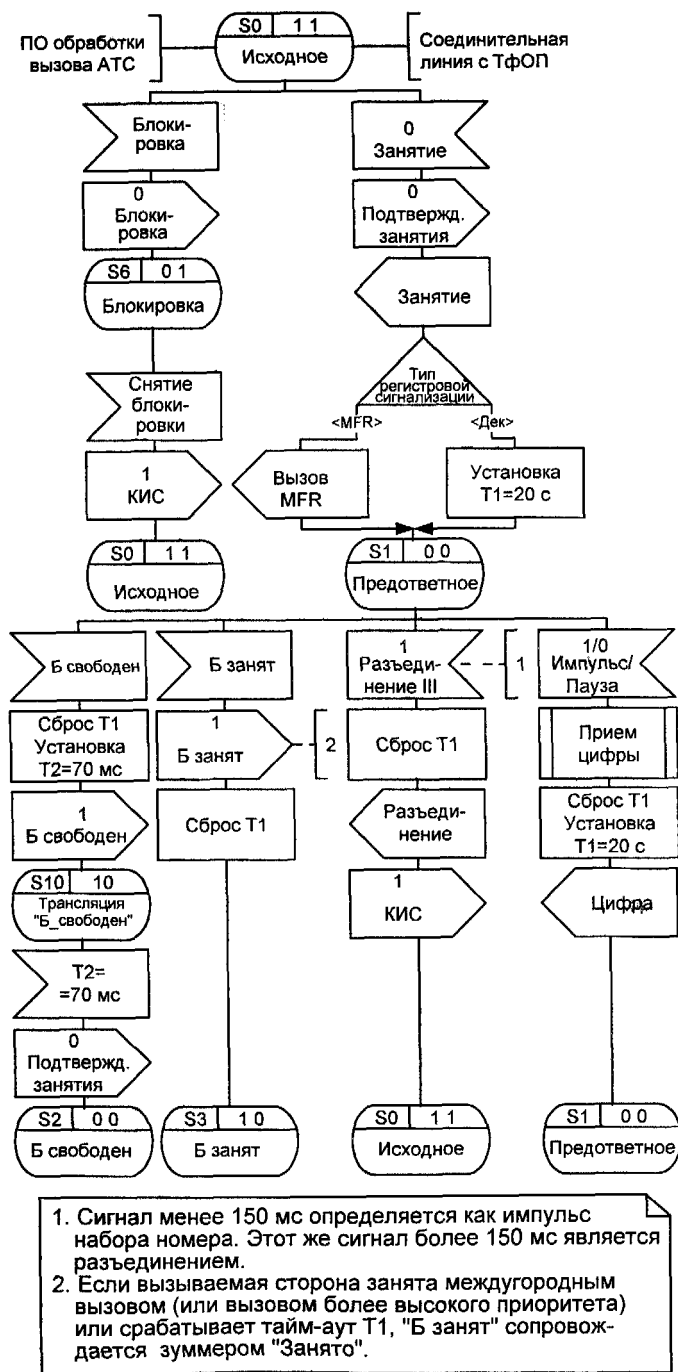 ПО обработки
вызова АТС
S0 1 1
Исходное
Соединительная
линия с ТфОП
Блоки-
ровка
0
Занятие
0
Блоки-
ровка
0
Подтвержд.
занятия
S6 0 1
Блокировка
Занятие
Снятие
блоки-
ровки
Тип
регистровой
сигнализации
<MFR>
<Дек>
1
КИС
Вызов
MFR
Установка
T1=20 с
S0 1 1
Исходное
S1 0 0
Предответное
Б свободен
Б занят
1
Разъеди-
нение III
1
1/0
Импульс/
Пауза
Сброс T1
Установка
T2=70 мс
1
Б занят
2
Сброс T1
Прием
цифры
1
Б свободен
Сброс T1
Разъеди-
нение
Сброс T1
Установка
T1=20 с
S10 10
Трансляция
"Б_свободен"
1
КИС
Цифра
T2=
=70 мс
0
Подтвержд.
занятия
S2 0 0
Б свободен
S3 1 0
Б занят
S0 1 1
Исходное
S1 0 0
Предответное
1. Сигнал менее 150 мс определяется как импульс
набора номера. Этот же сигнал более 150 мс является
разъединением.
2. Если вызываемая сторона занята междугородным
вызовом (или вызовом более высокого приоритета)
или срабатывает тайм-аут T1, "Б занят" сопровож-
дается зуммером "Занято".